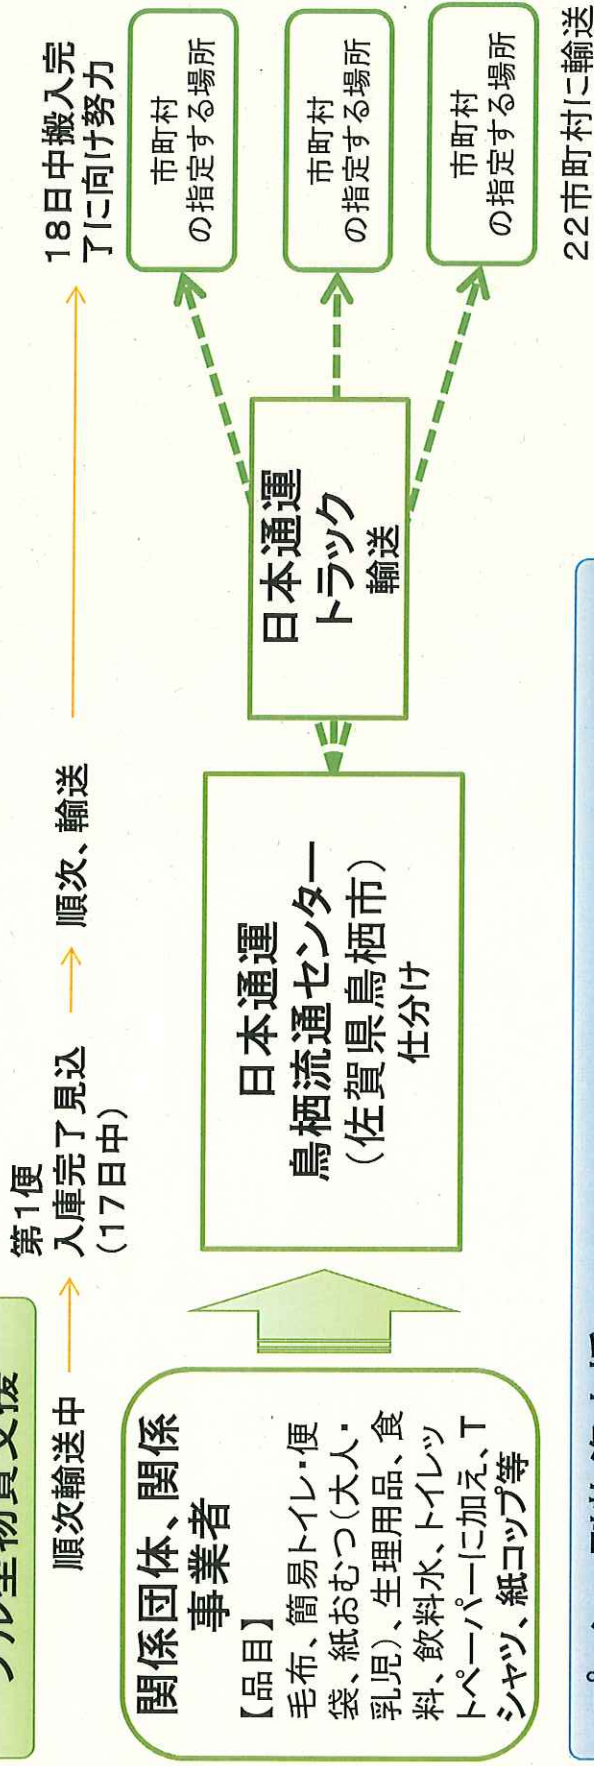 順次輸送中
第1便
入庫完了見込
(17日中)
順次、輸送
18日中搬入完
了に向け努力
関係団体、関係
事業者
【品目】
毛布、簡易トイレ・便
袋、紙おむつ(大人・
乳児)、生理用品、食
料、飲料水、トイレッ
トペーパーに加え、T
シャツ、紙コップ等
日本通運
鳥栖流通センター
(佐賀県鳥栖市)
仕分け
日本通運
トラック
輸送
市町村
の指定する場所
市町村
の指定する場所
市町村
の指定する場所
22市町村に輸送